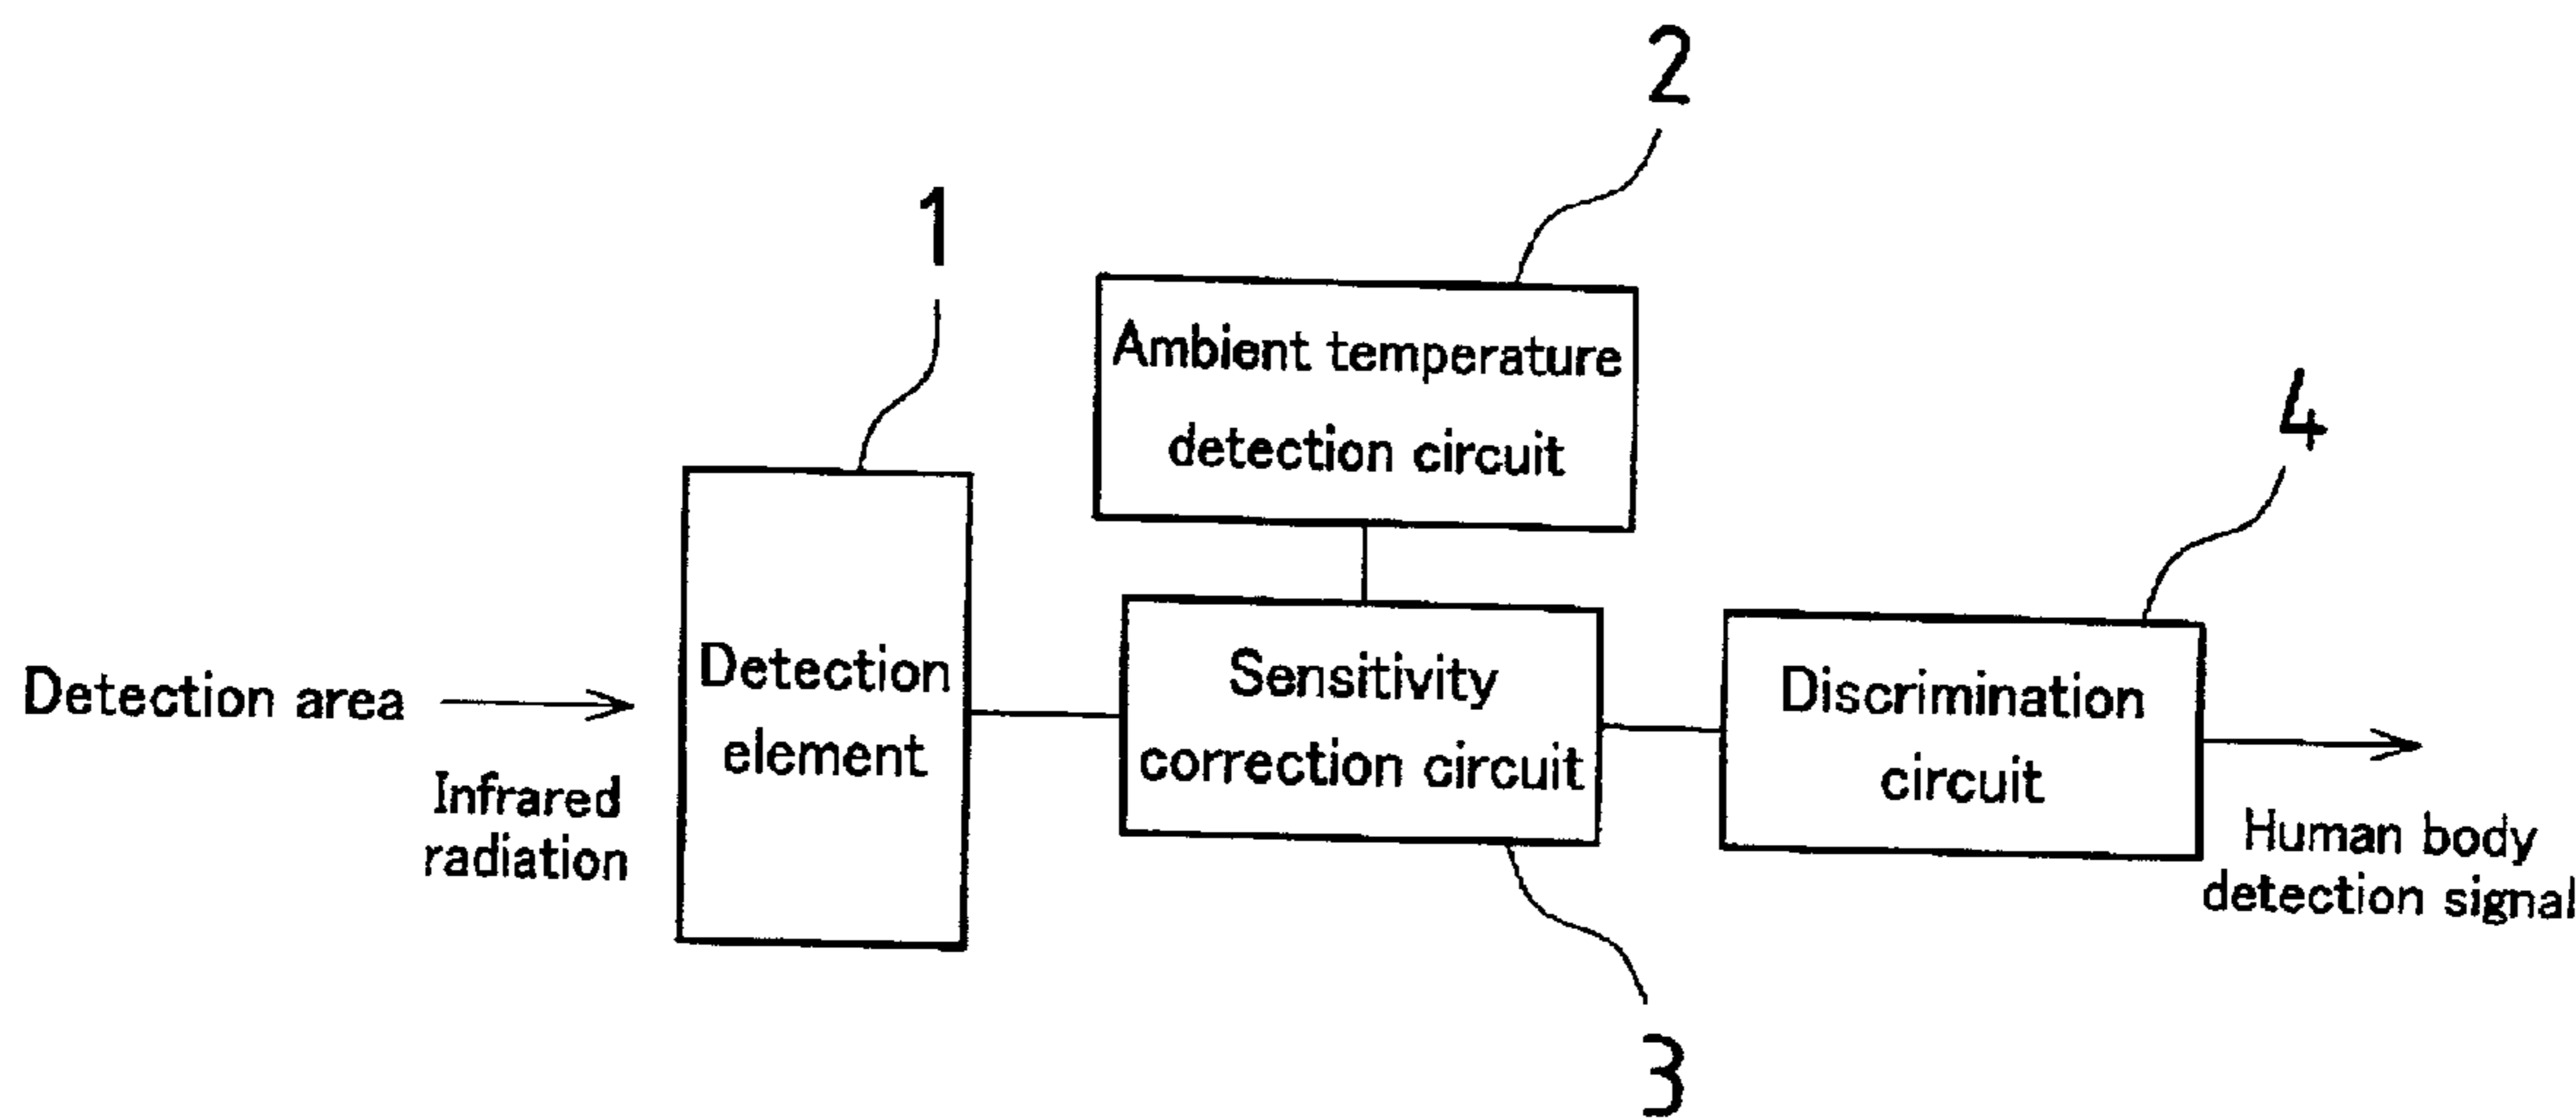 2
1
Ambient temperature
detection circuit
4
Detection area
Infrared
radiation
Detection
element
Sensitivity
correction circuit
Discrimination
circuit
Human body
detection signal
3